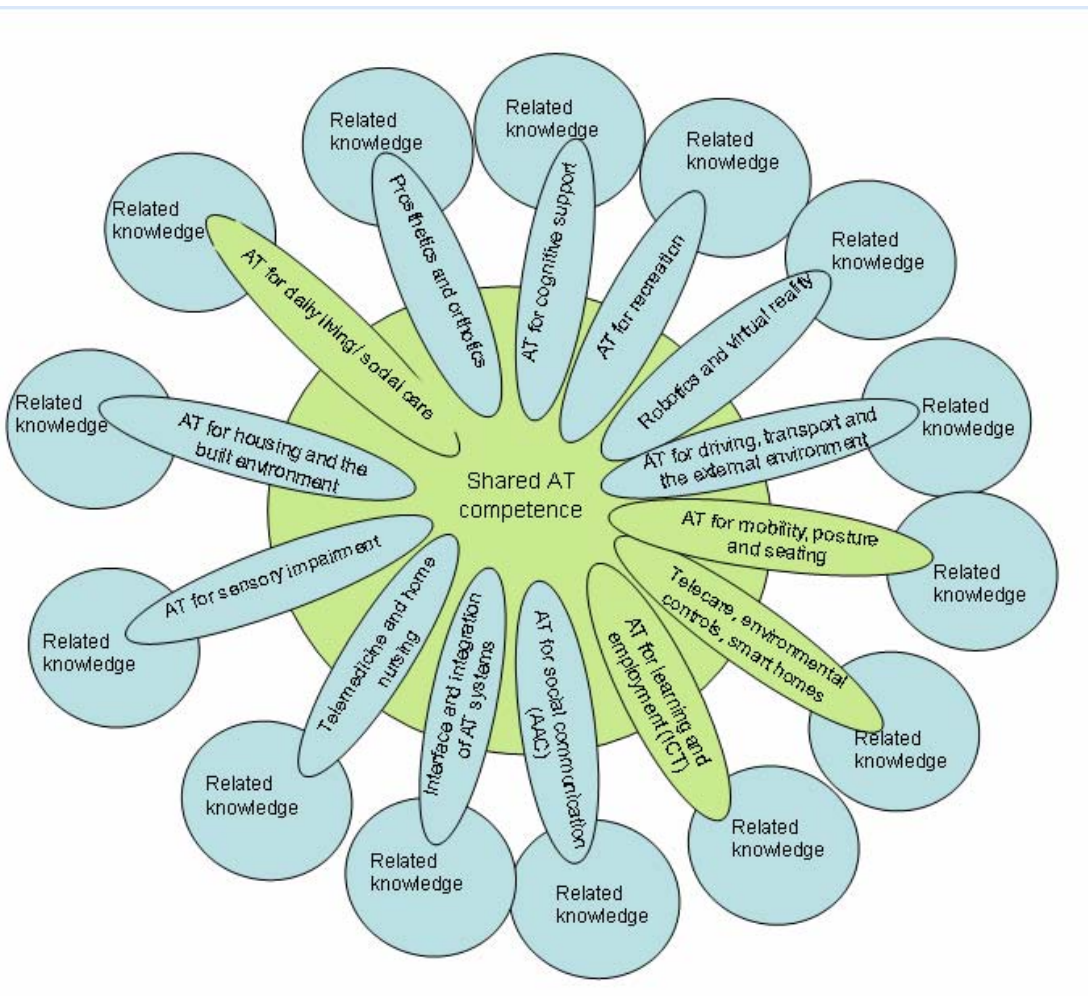 Related
knowledge
Prosthetics and orthotics
Related
knowledge
AT for cognitive support
Related
knowledge
AT for recreation
Related
knowledge
Robotics and virtual reality
Related
knowledge
AT for driving, transport and
the external environment
Related
knowledge
AT for mobility, posture
and seating
Related
knowledge
Telecare, environmental
controls, smart homes
Related
knowledge
AT for learning and
employment (ICT)
Related
knowledge
AT for social communication
(AAC)
Related
knowledge
Interface and integration
of AT systems
Related
knowledge
Telemedicine and home
nursing
Related
knowledge
AT for sensory impairment
Related
knowledge
AT for housing and the
built environment
Related
knowledge
AT for daily living/ social care
Related
knowledge
Shared AT
competence